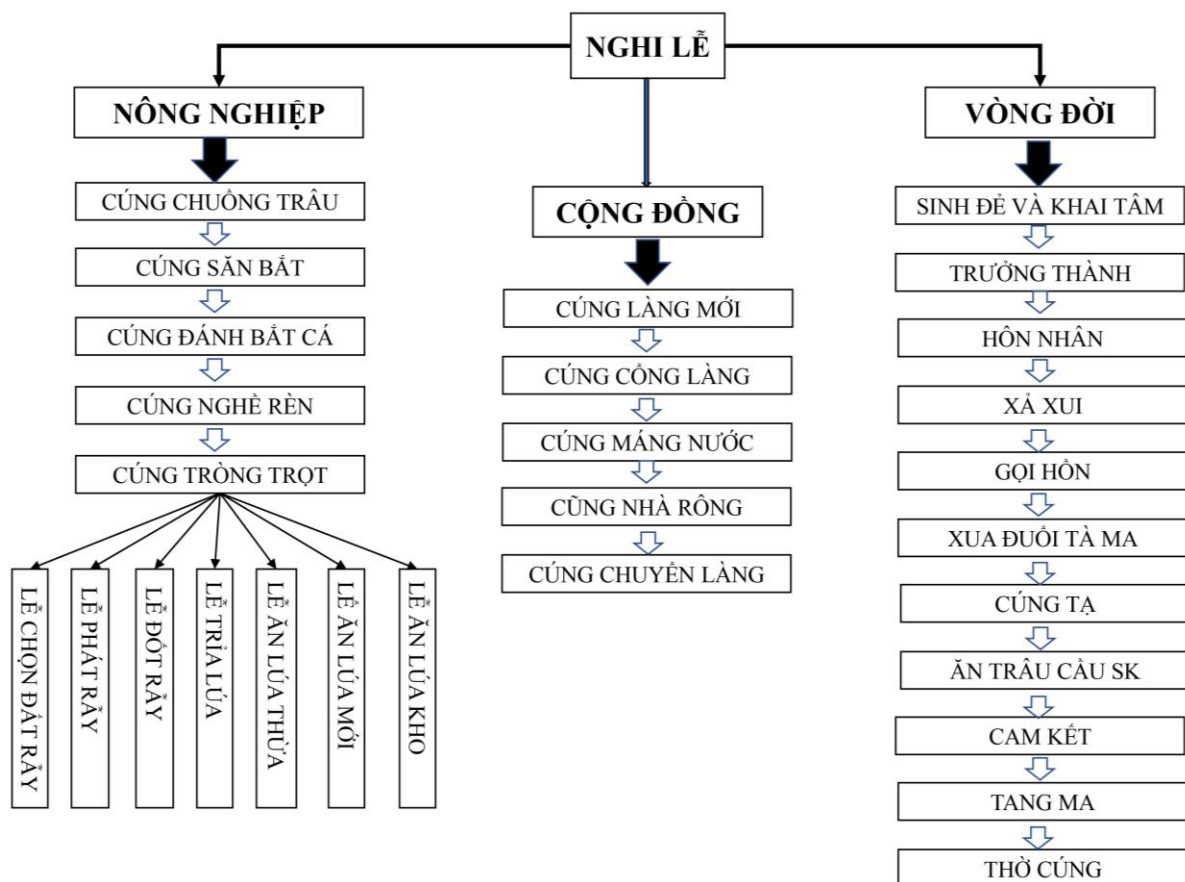 NGHI LỄ
NÔNG NGHIỆP
CÚNG CHUỒNG TRÂU
CÚNG SĂN BẮT
CÚNG ĐÁNH BẮT CÁ
CÚNG NGHỀ RÈN
CÚNG TRÒNG TRỌT
LỄ CHỌN ĐẤT RẪY
LỄ PHÁT RẪY
LỄ ĐỐT RẪY
LỄ TRỈA LÚA
LỄ ĂN LÚA THỪA
LỄ ĂN LÚA MỚI
LỄ ĂN LÚA KHO
CỘNG ĐỒNG
CÚNG LÀNG MỚI
CÚNG CỔNG LÀNG
CÚNG MÁNG NƯỚC
CŨNG NHÀ RÔNG
CÚNG CHUYỂN LÀNG
VÒNG ĐỜI
SINH ĐẺ VÀ KHAI TÂM
TRƯỞNG THÀNH
HÔN NHÂN
XẢ XUI
GỌI HỒN
XUA ĐUỔI TÀ MA
CÚNG TẠ
ĂN TRÂU CẦU SK
CAM KẾT
TANG MA
THỜ CÚNG